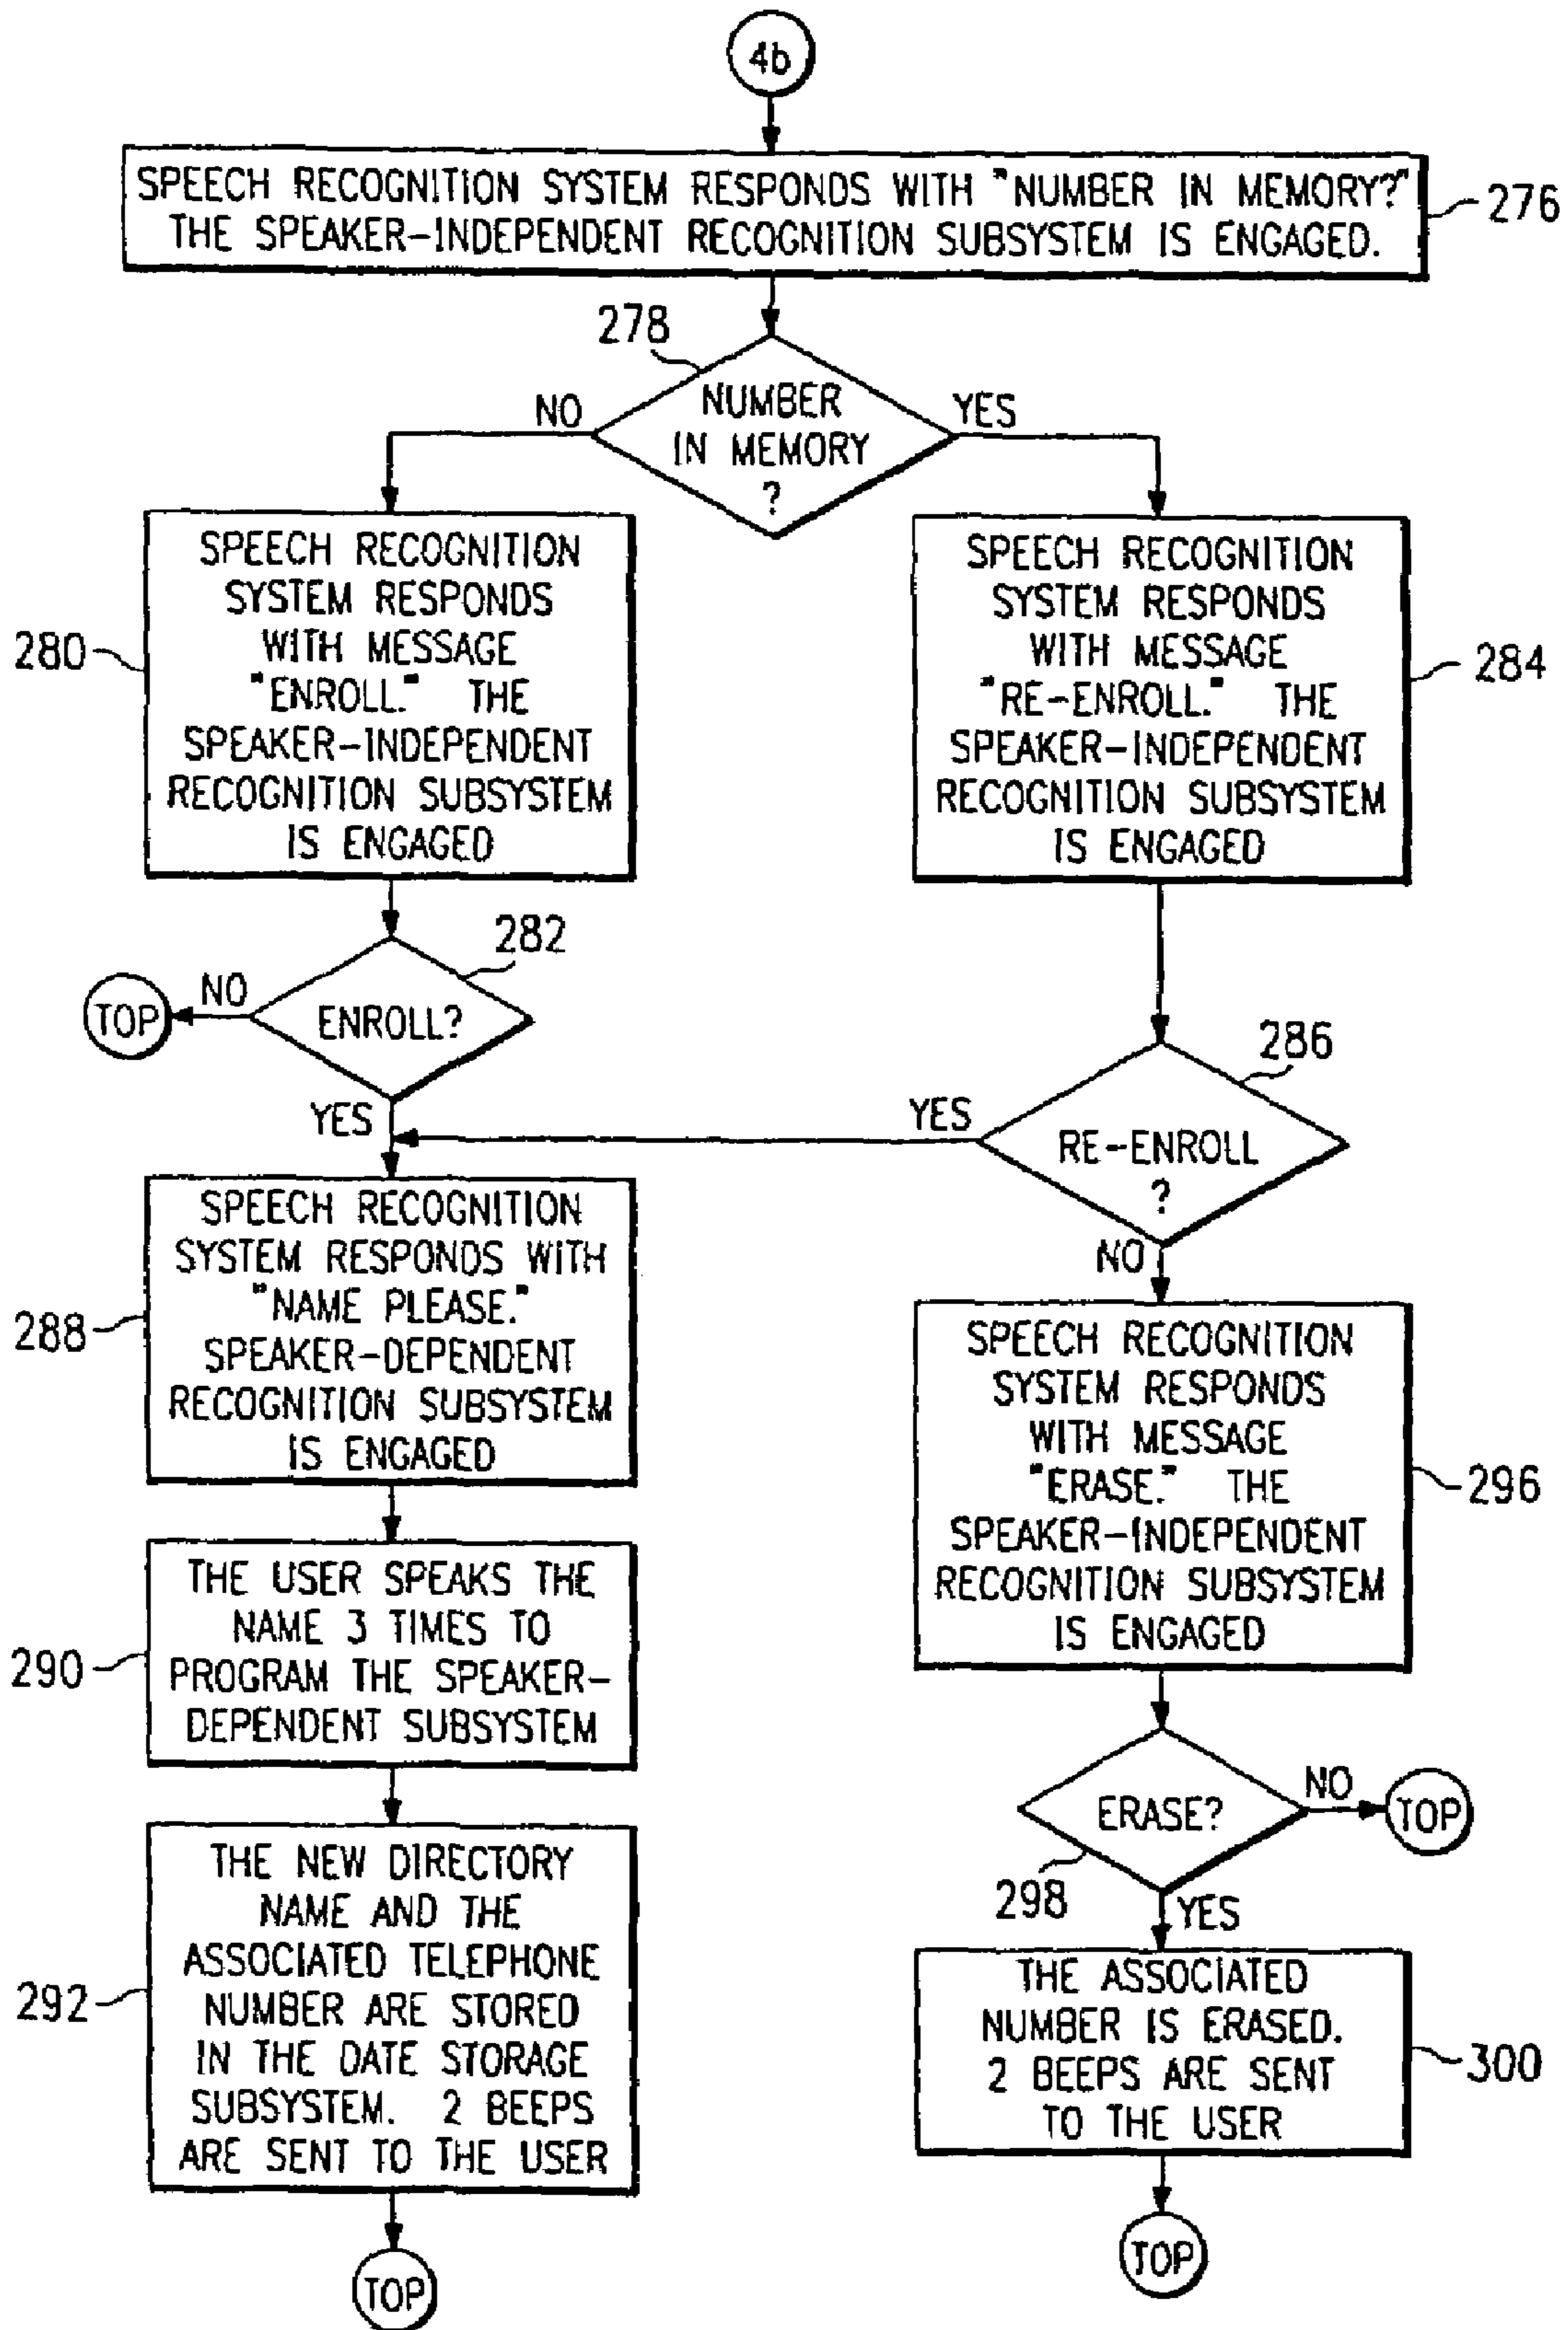 4b
SPEECH RECOGNITION SYSTEM RESPONDS WITH "NUMBER IN MEMORY?"
THE SPEAKER-INDEPENDENT RECOGNITION SUBSYSTEM IS ENGAGED.
276
278
NUMBER
IN MEMORY
?
NO
YES
SPEECH RECOGNITION
SYSTEM RESPONDS
WITH MESSAGE
"ENROLL." THE
SPEAKER-INDEPENDENT
RECOGNITION SUBSYSTEM
IS ENGAGED
280
SPEECH RECOGNITION
SYSTEM RESPONDS
WITH MESSAGE
"RE-ENROLL." THE
SPEAKER-INDEPENDENT
RECOGNITION SUBSYSTEM
IS ENGAGED
284
282
ENROLL?
NO
TOP
YES
286
RE-ENROLL
?
YES
NO
SPEECH RECOGNITION
SYSTEM RESPONDS WITH
"NAME PLEASE."
SPEAKER-DEPENDENT
RECOGNITION SUBSYSTEM
IS ENGAGED
288
SPEECH RECOGNITION
SYSTEM RESPONDS
WITH MESSAGE
"ERASE." THE
SPEAKER-INDEPENDENT
RECOGNITION SUBSYSTEM
IS ENGAGED
296
THE USER SPEAKS THE
NAME 3 TIMES TO
PROGRAM THE SPEAKER-
DEPENDENT SUBSYSTEM
290
ERASE?
NO
TOP
298
YES
THE NEW DIRECTORY
NAME AND THE
ASSOCIATED TELEPHONE
NUMBER ARE STORED
IN THE DATE STORAGE
SUBSYSTEM. 2 BEEPS
ARE SENT TO THE USER
292
THE ASSOCIATED
NUMBER IS ERASED.
2 BEEPS ARE SENT
TO THE USER
300
TOP
TOP